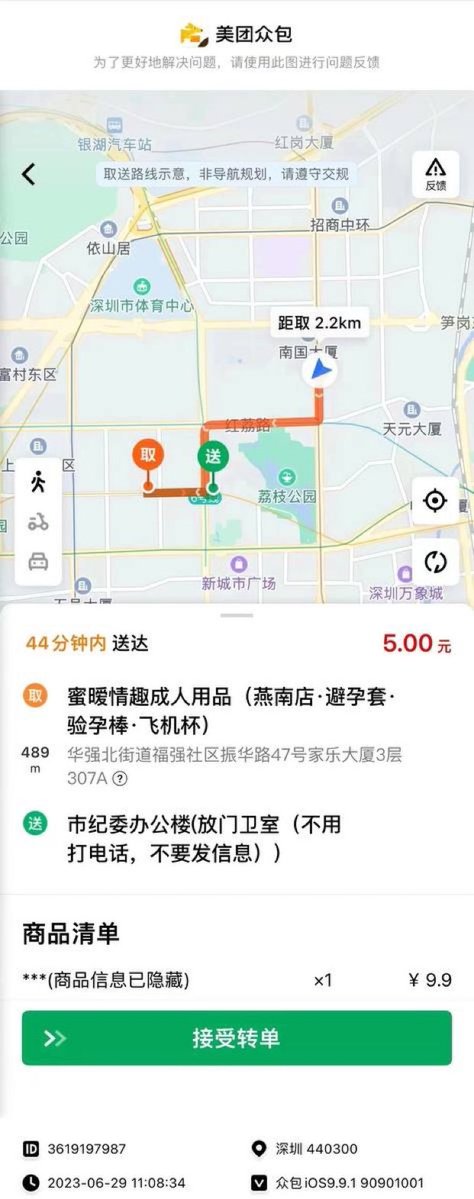 美团众包
为了更好地解决问题，请使用此图进行问题反馈
银湖汽车站
红岗大厦
取送路线示意，非导航规划，请遵守交规
反馈
招商中环
公园
依山居
深圳市体育中心
距取 2.2km
笋岗
南国大厦
富村东区
红荔路
天元大厦
取
送
上
区
荔枝公园
新城市广场
深圳万象城
44分钟内 送达
5.00 元
取
蜜暧情趣成人用品（燕南店·避孕套·
验孕棒·飞机杯）
489
m
华强北街道福强社区振华路47号家乐大厦3层
307A ?
送
市纪委办公楼(放门卫室（不用
打电话，不要发信息））
商品清单
***(商品信息已隐藏)
×1
¥ 9.9
接受转单
ID 3619197987
深圳 440300
2023-06-29 11:08:34
众包iOS9.9.1 90901001